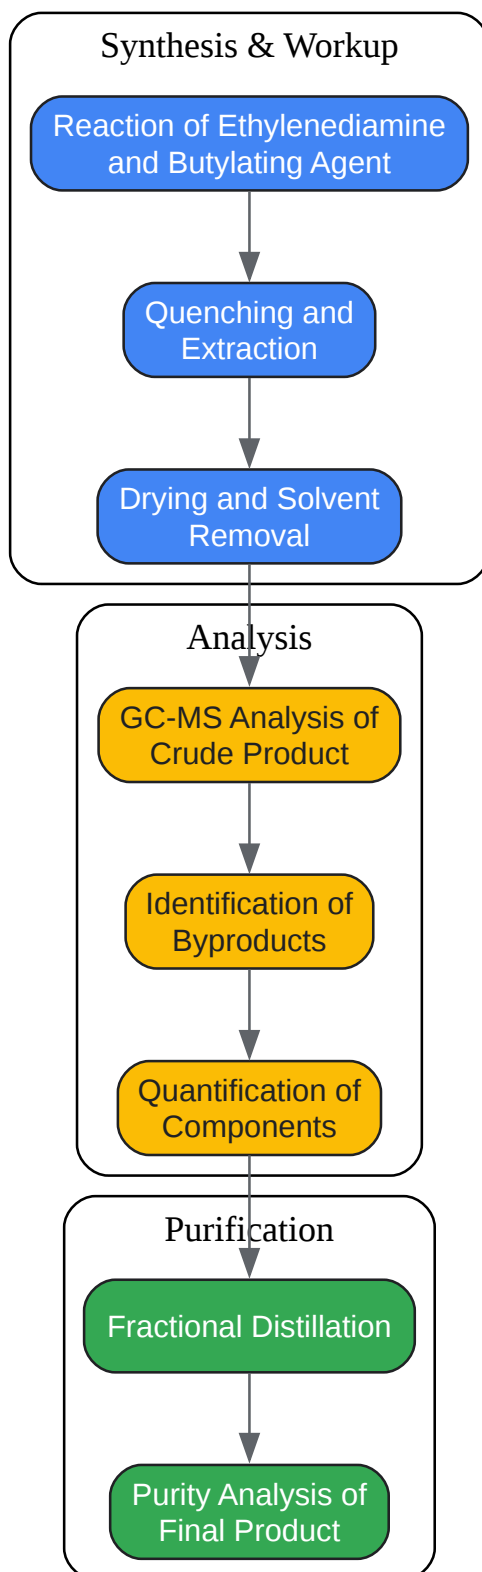 Synthesis & Workup
Reaction of Ethylenediamine
and Butylating Agent
Quenching and
Extraction
Drying and Solvent
Removal
Analysis
GC-MS Analysis of
Crude Product
Identification of
Byproducts
Quantification of
Components
Purification
Fractional Distillation
Purity Analysis of
Final Product